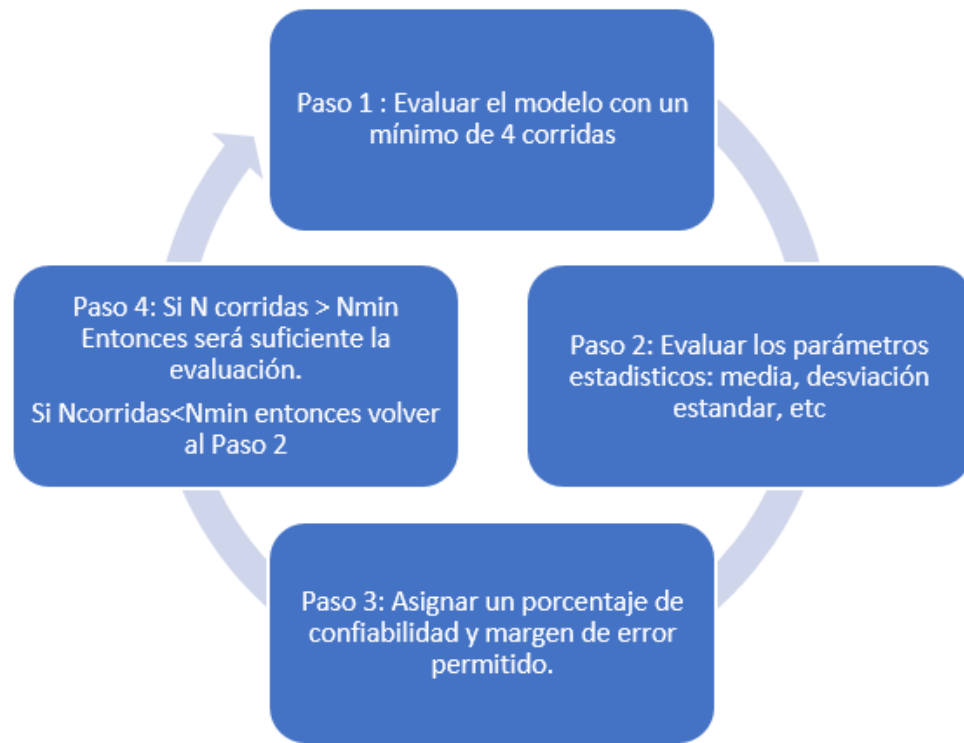 Paso 1 : Evaluar el modelo con un
mínimo de 4 corridas
Paso 2: Evaluar los parámetros
estadisticos: media, desviación
estandar, etc
Paso 3: Asignar un porcentaje de
confiabilidad y margen de error
permitido.
Paso 4: Si N corridas > Nmin
Entonces será suficiente la
evaluación.
Si Ncorridas<Nmin entonces volver
al Paso 2